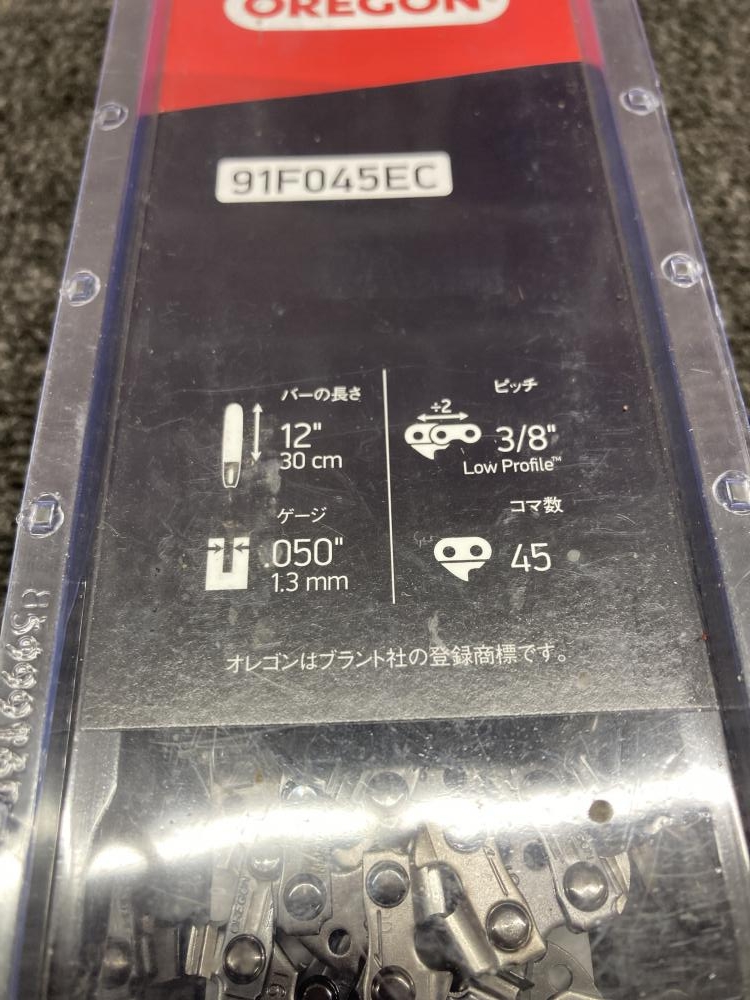 OREGON
91F045EC
バーの長さ
12"
30 cm
ピッチ
÷2
3/8"
Low Profile™
ゲージ
.050"
1.3 mm
コマ数
45
オレゴンはブラント社の登録商標です。
OREGON